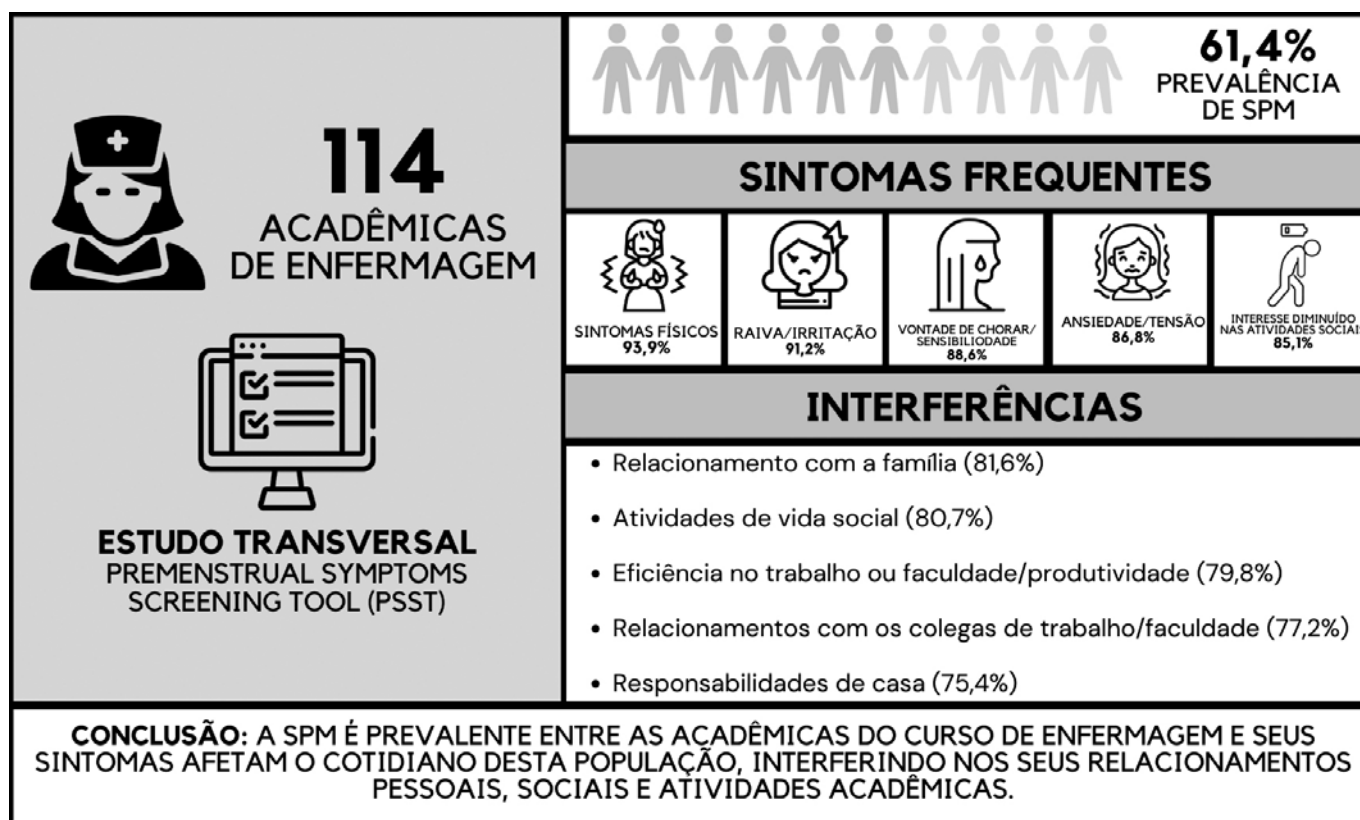 114
ACADÊMICAS
DE ENFERMAGEM
ESTUDO TRANSVERSAL
PREMENSTRUAL SYMPTOMS
SCREENING TOOL (PSST)
61,4%
PREVALÊNCIA
DE SPM
SINTOMAS FREQUENTES
SINTOMAS FÍSICOS
93,9%
RAIVA/IRRITAÇÃO
91,2%
VONTADE DE CHORAR/
SENSIBILIODADE
88,6%
ANSIEDADE/TENSÃO
86,8%
INTERESSE DIMINUÍDO
NAS ATIVIDADES SOCIAIS
85,1%
INTERFERÊNCIAS
• Relacionamento com a família (81,6%)
• Atividades de vida social (80,7%)
• Eficiência no trabalho ou faculdade/produtividade (79,8%)
• Relacionamentos com os colegas de trabalho/faculdade (77,2%)
• Responsabilidades de casa (75,4%)
CONCLUSÃO: A SPM É PREVALENTE ENTRE AS ACADÊMICAS DO CURSO DE ENFERMAGEM E SEUS
SINTOMAS AFETAM O COTIDIANO DESTA POPULAÇÃO, INTERFERINDO NOS SEUS RELACIONAMENTOS
PESSOAIS, SOCIAIS E ATIVIDADES ACADÊMICAS.